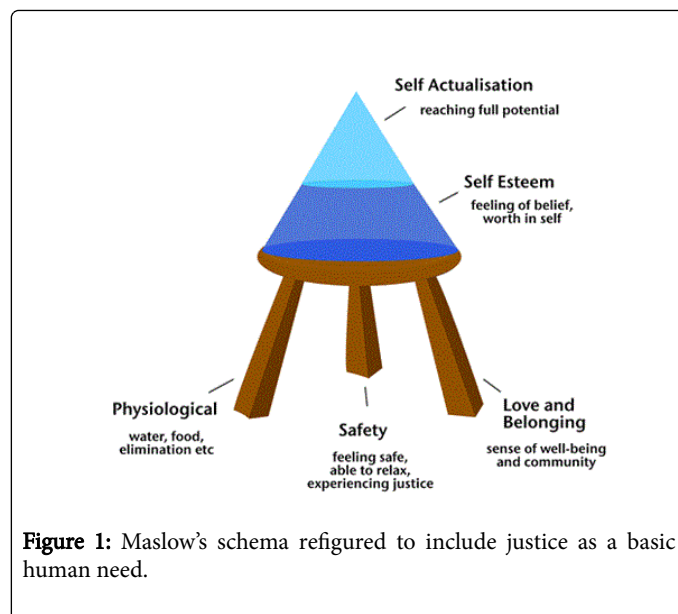 Self Actualisation
reaching full potential
Self Esteem
feeling of belief,
worth in self
Physiological
water, food,
elimination etc
Safety
feeling safe,
able to relax,
experiencing justice
Love and
Belonging
sense of well-being
and community
Figure 1: Maslow’s schema refigured to include justice as a basic
human need.